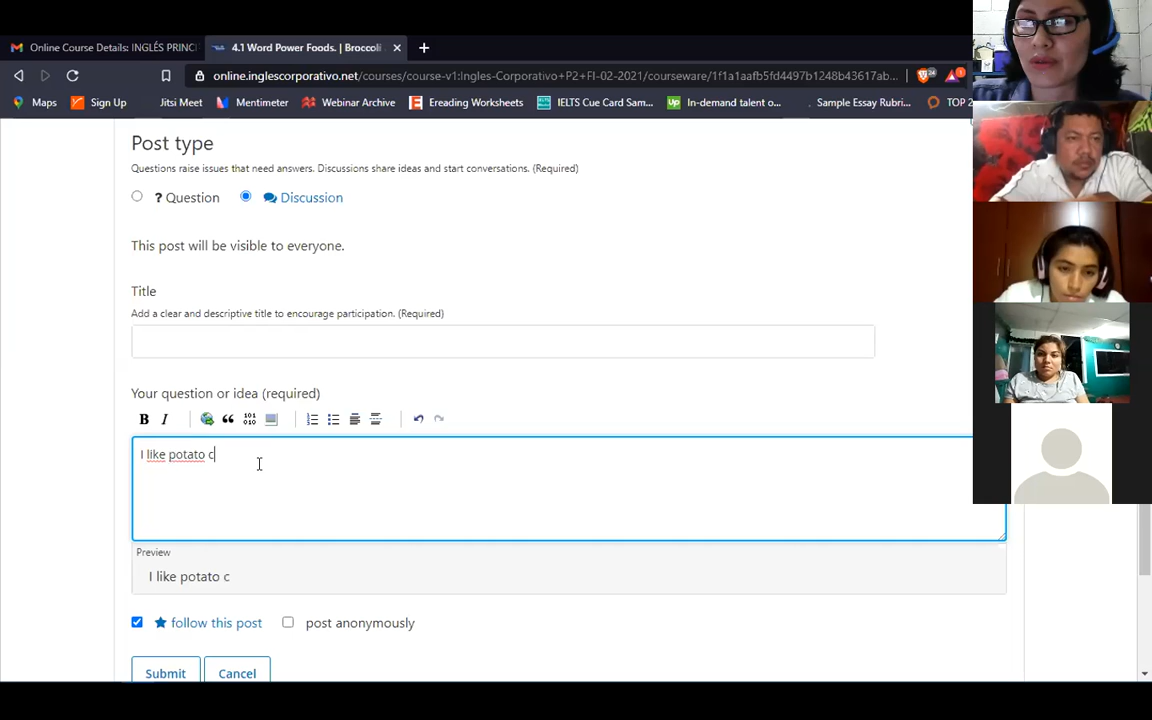 Online Course Details: INGLÉS PRINC
4.1 Word Power Foods. | Broccoli
online.inglescorporativo.net/courses/course-v1:Ingles-Corporativo+P2+FI-02-2021/courseware/1f1a1aafb5fd4497b1248b43617ab...
Maps
Sign Up
Jitsi Meet
Mentimeter
Webinar Archive
Ereading Worksheets
IELTS Cue Card Sam...
In-demand talent o...
Sample Essay Rubri...
TOP 2
Post type
Questions raise issues that need answers. Discussions share ideas and start conversations. (Required)
? Question
Discussion
This post will be visible to everyone.
Title
Add a clear and descriptive title to encourage participation. (Required)
Your question or idea (required)
B I
I like potato c
Preview
I like potato c
follow this post
post anonymously
Submit
Cancel